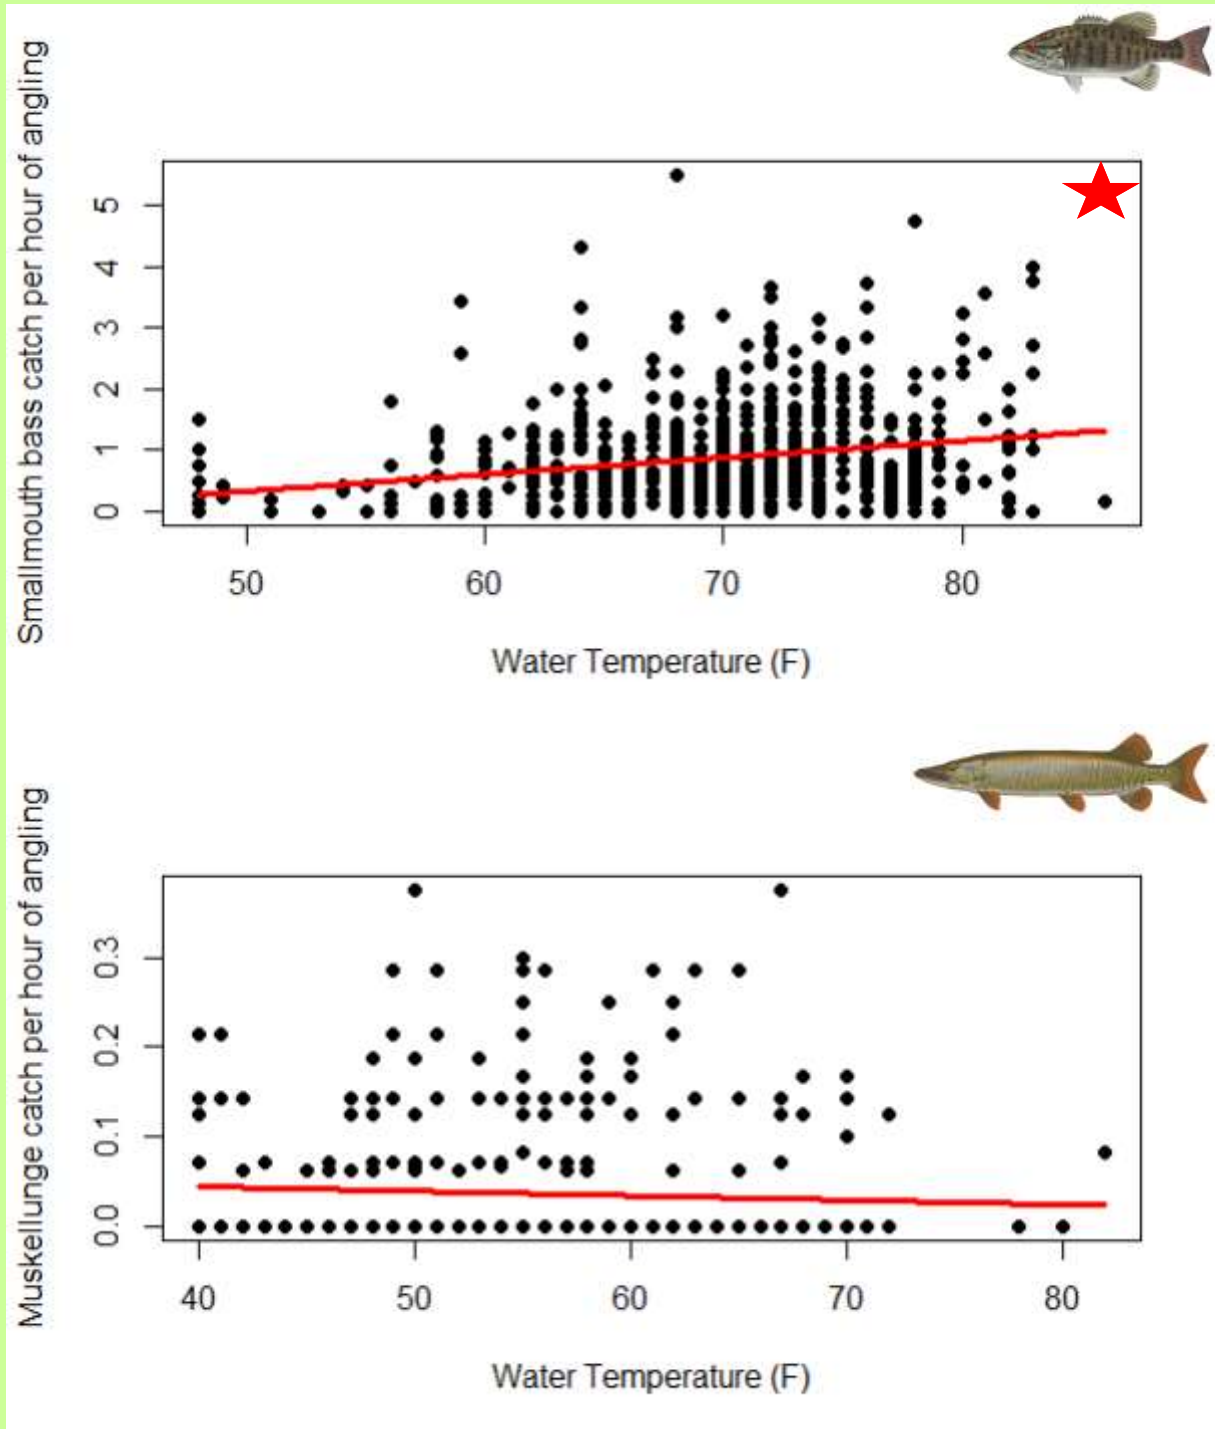 Smallmouth bass catch per hour of angling
5
4
3
2
1
0
50 60 70 80
Water Temperature (F)
Muskellunge catch per hour of angling
0.3
0.2
0.1
0.0
40 50 60 70 80
Water Temperature (F)